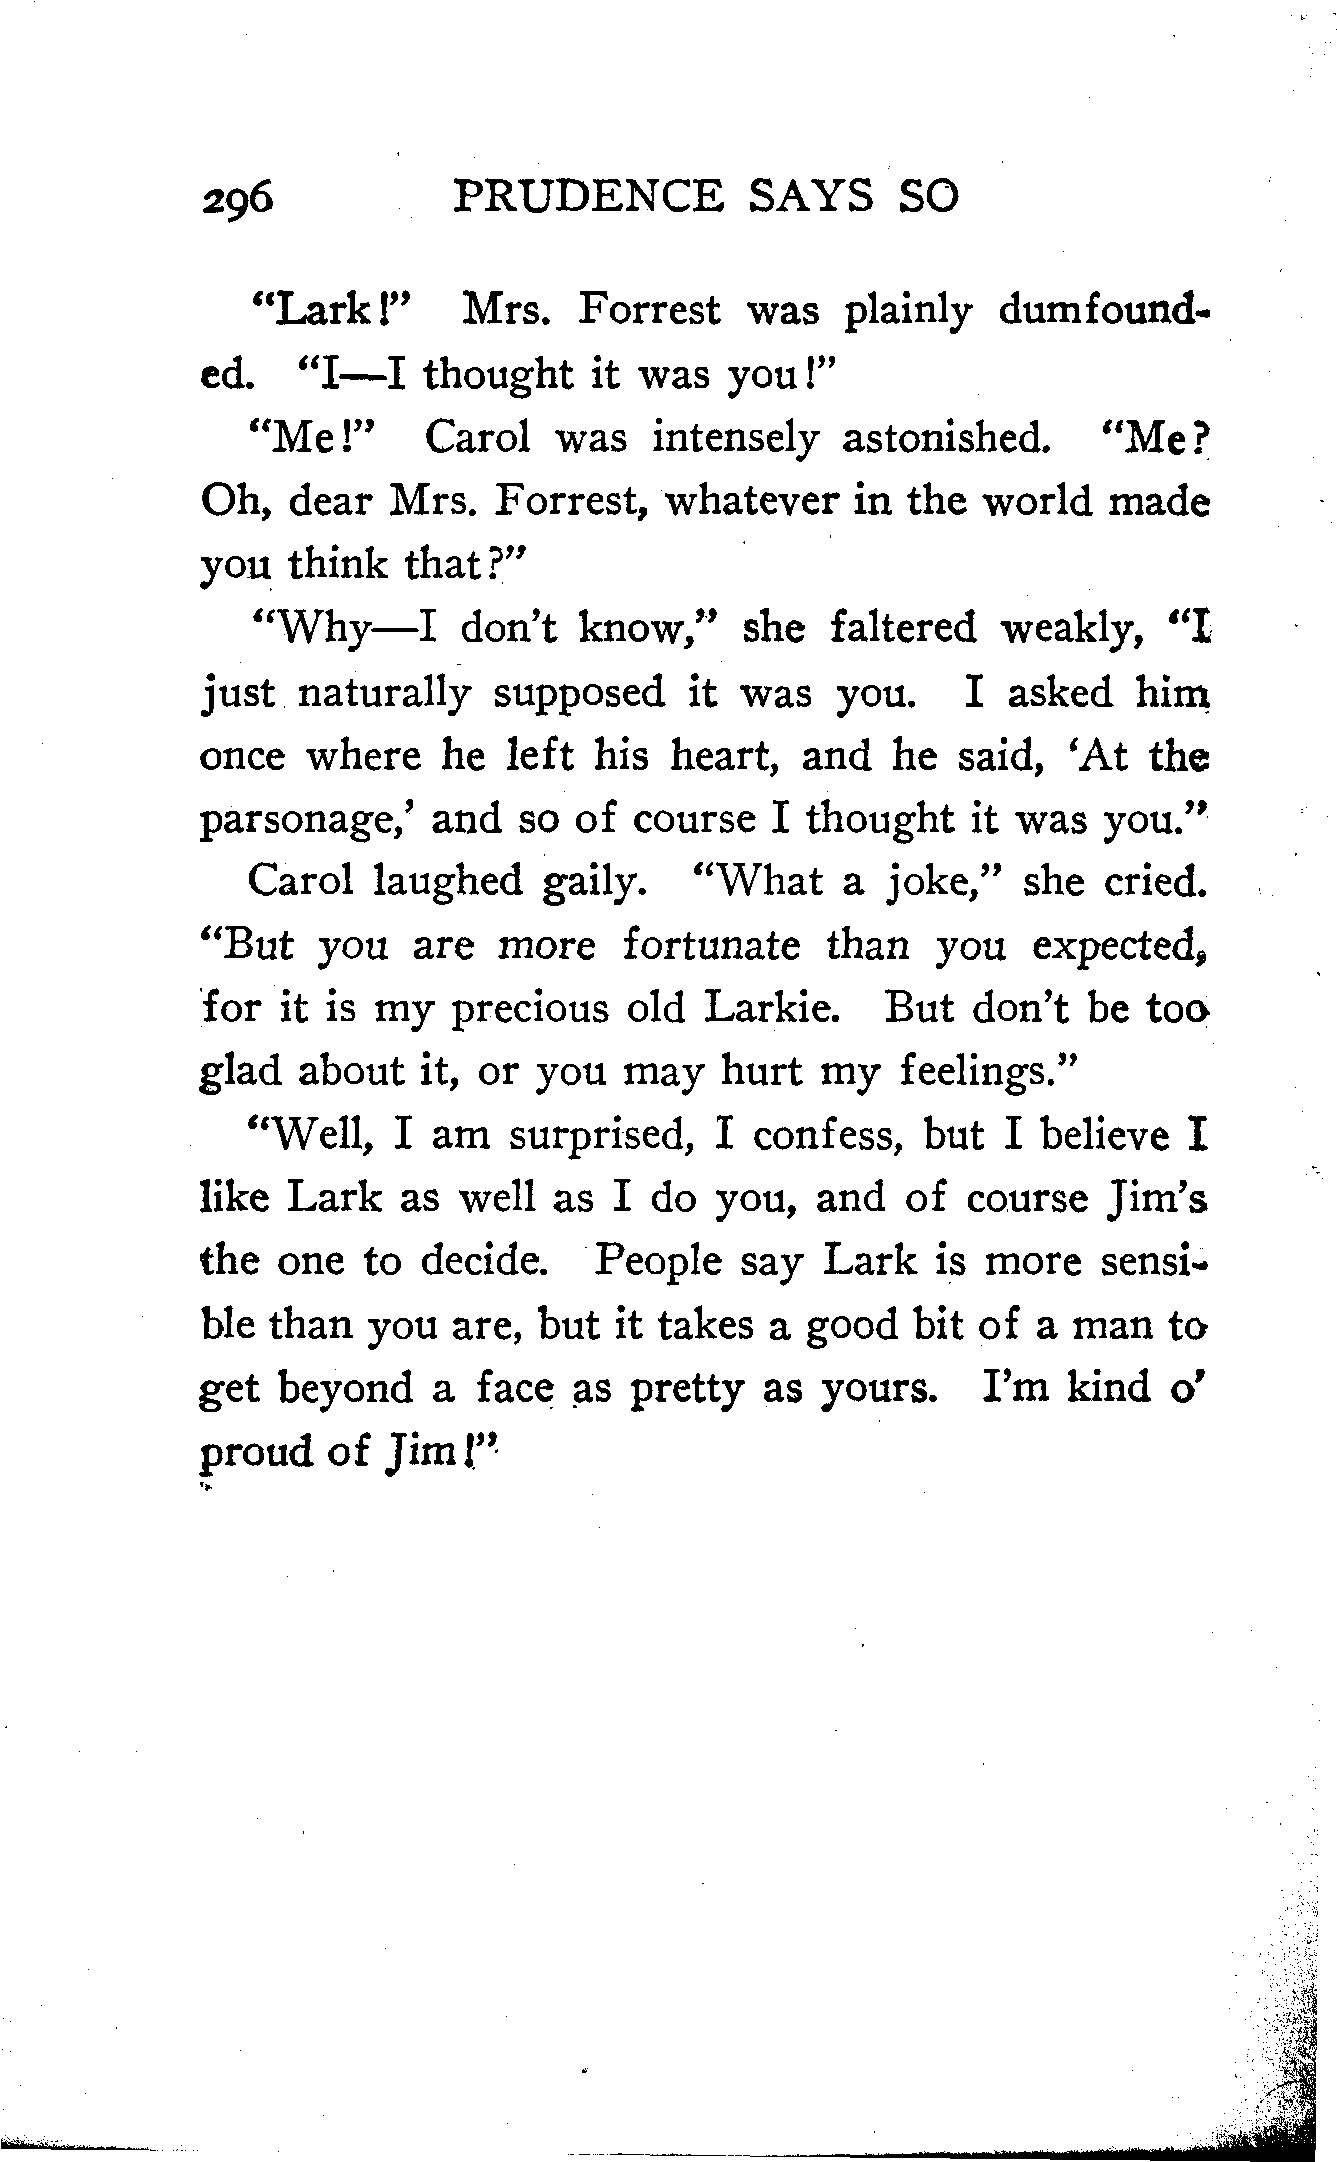 296 PRUDENCE SAYS SO
“Lark!” Mrs. Forrest was plainly dumfound-
ed. “I—I thought it was you!”
“Me!” Carol was intensely astonished. “Me?
Oh, dear Mrs. Forrest, whatever in the world made
you think that?”
“Why—I don't know,” she faltered weakly, “I
just naturally supposed it was you. I asked him
once where he left his heart, and he said, ‘At the
parsonage,’ and so of course I thought it was you.”
Carol laughed gaily. “What a joke,” she cried.
“But you are more fortunate than you expected,
for it is my precious old Larkie. But don't be too
glad about it, or you may hurt my feelings.”
“Well, I am surprised, I confess, but I believe I
like Lark as well as I do you, and of course Jim's
the one to decide. People say Lark is more sensi-
ble than you are, but it takes a good bit of a man to
get beyond a face as pretty as yours. I'm kind o'
proud of Jim!”